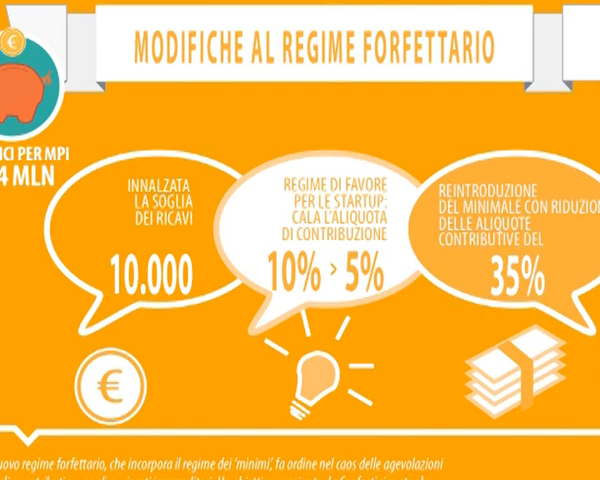 MODIFICHE AL REGIME FORFETTARIO
ICI PER MPI
4 MLN
INNALZATA
LA SOGLIA
DEI RICAVI
10.000
REGIME DI FAVORE
PER LE STARTUP:
CALA L'ALIQUOTA
DI CONTRIBUZIONE
10% > 5%
REINTRODUZIONE
DEL MINIMALE CON RIDUZION
DELLE ALIQUOTE
CONTRIBUTIVE DEL
35%
uovo regime forfettario, che incorpora il regime dei 'minimi', fa ordine nel caos delle agevolazioni